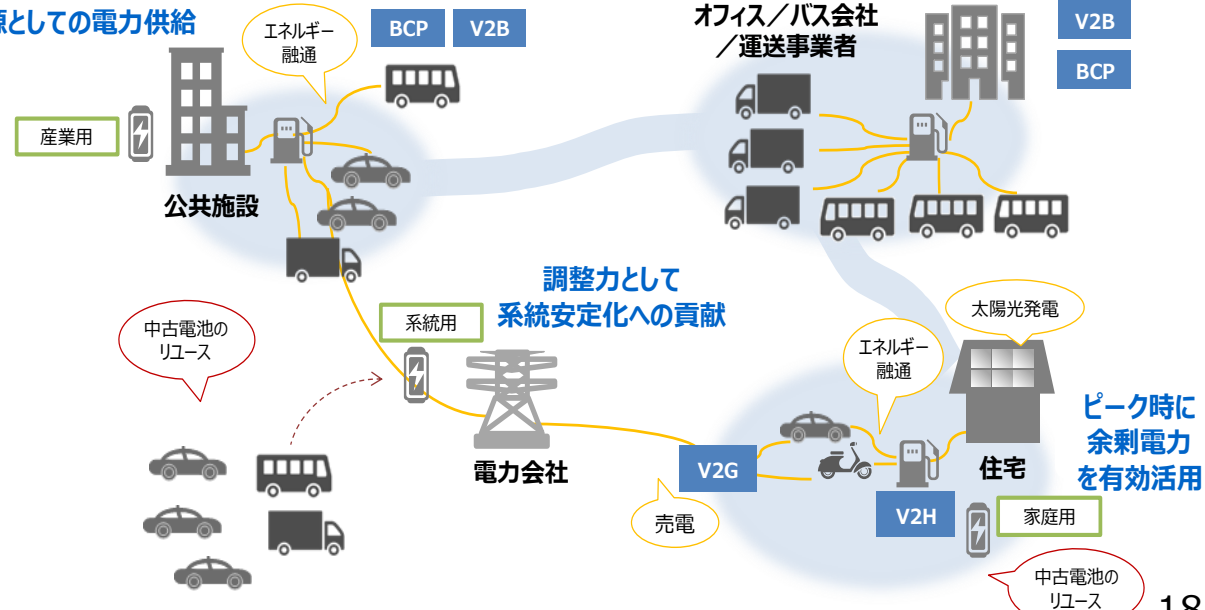 源としての電力供給
エネルギー
融通
BCP
V2B
オフィス／バス会社
／運送事業者
V2B
BCP
産業用
公共施設
調整力として
系統安定化への貢献
太陽光発電
中古電池の
リユース
系統用
エネルギー
融通
ピーク時に
余剰電力
を有効活用
電力会社
V2G
住宅
売電
V2H
家庭用
中古電池の
リユース
18